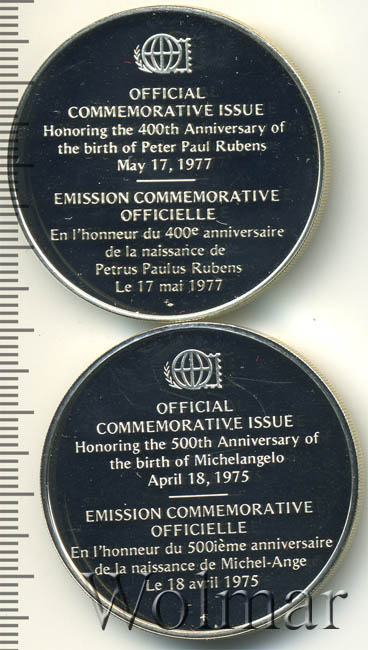 OFFICIAL
COMMEMORATIVE ISSUE
Honoring the 400th Anniversary of
the birth of Peter Paul Rubens
May 17, 1977
EMISSION COMMEMORATIVE
OFFICIELLE
En l'honneur du 400e anniversaire
de la naissance de
Petrus Paulus Rubens
Le 17 mai 1977
OFFICIAL
COMMEMORATIVE ISSUE
Honoring the 500th Anniversary of
the birth of Michelangelo
April 18, 1975
EMISSION COMMEMORATIVE
OFFICIELLE
En l'honneur du 500ième anniversaire
de la naissance de Michel-Ange
Le 18 avril 1975
Wolmar